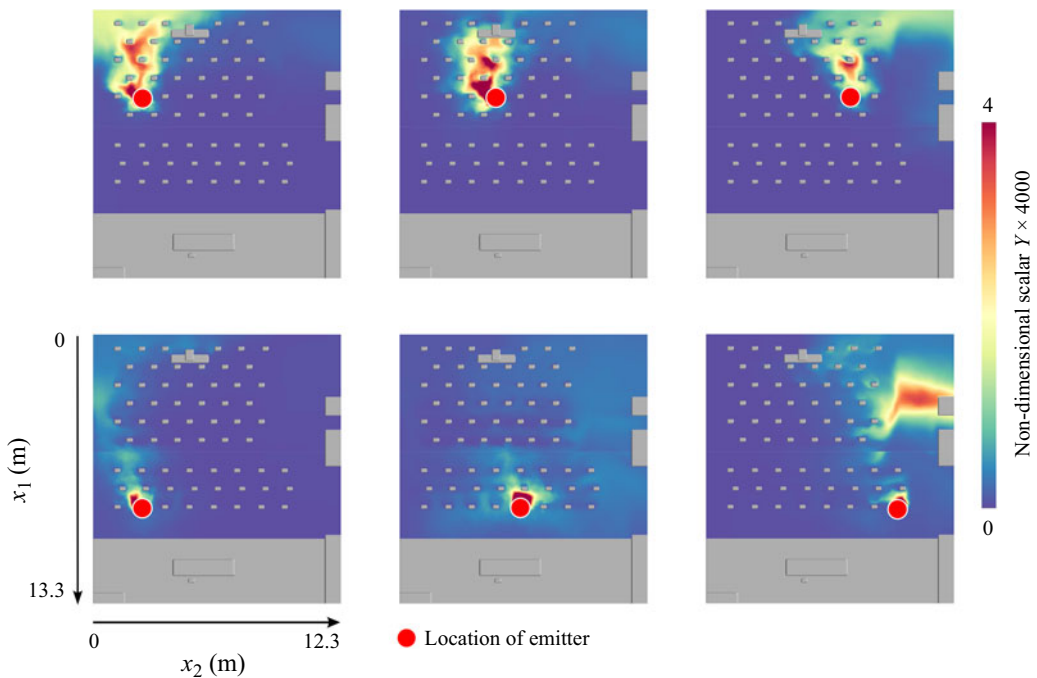 4
Non-dimensional scalar Y × 4000
0
0
x₁ (m)
13.3
0
12.3
x₂ (m)
Location of emitter